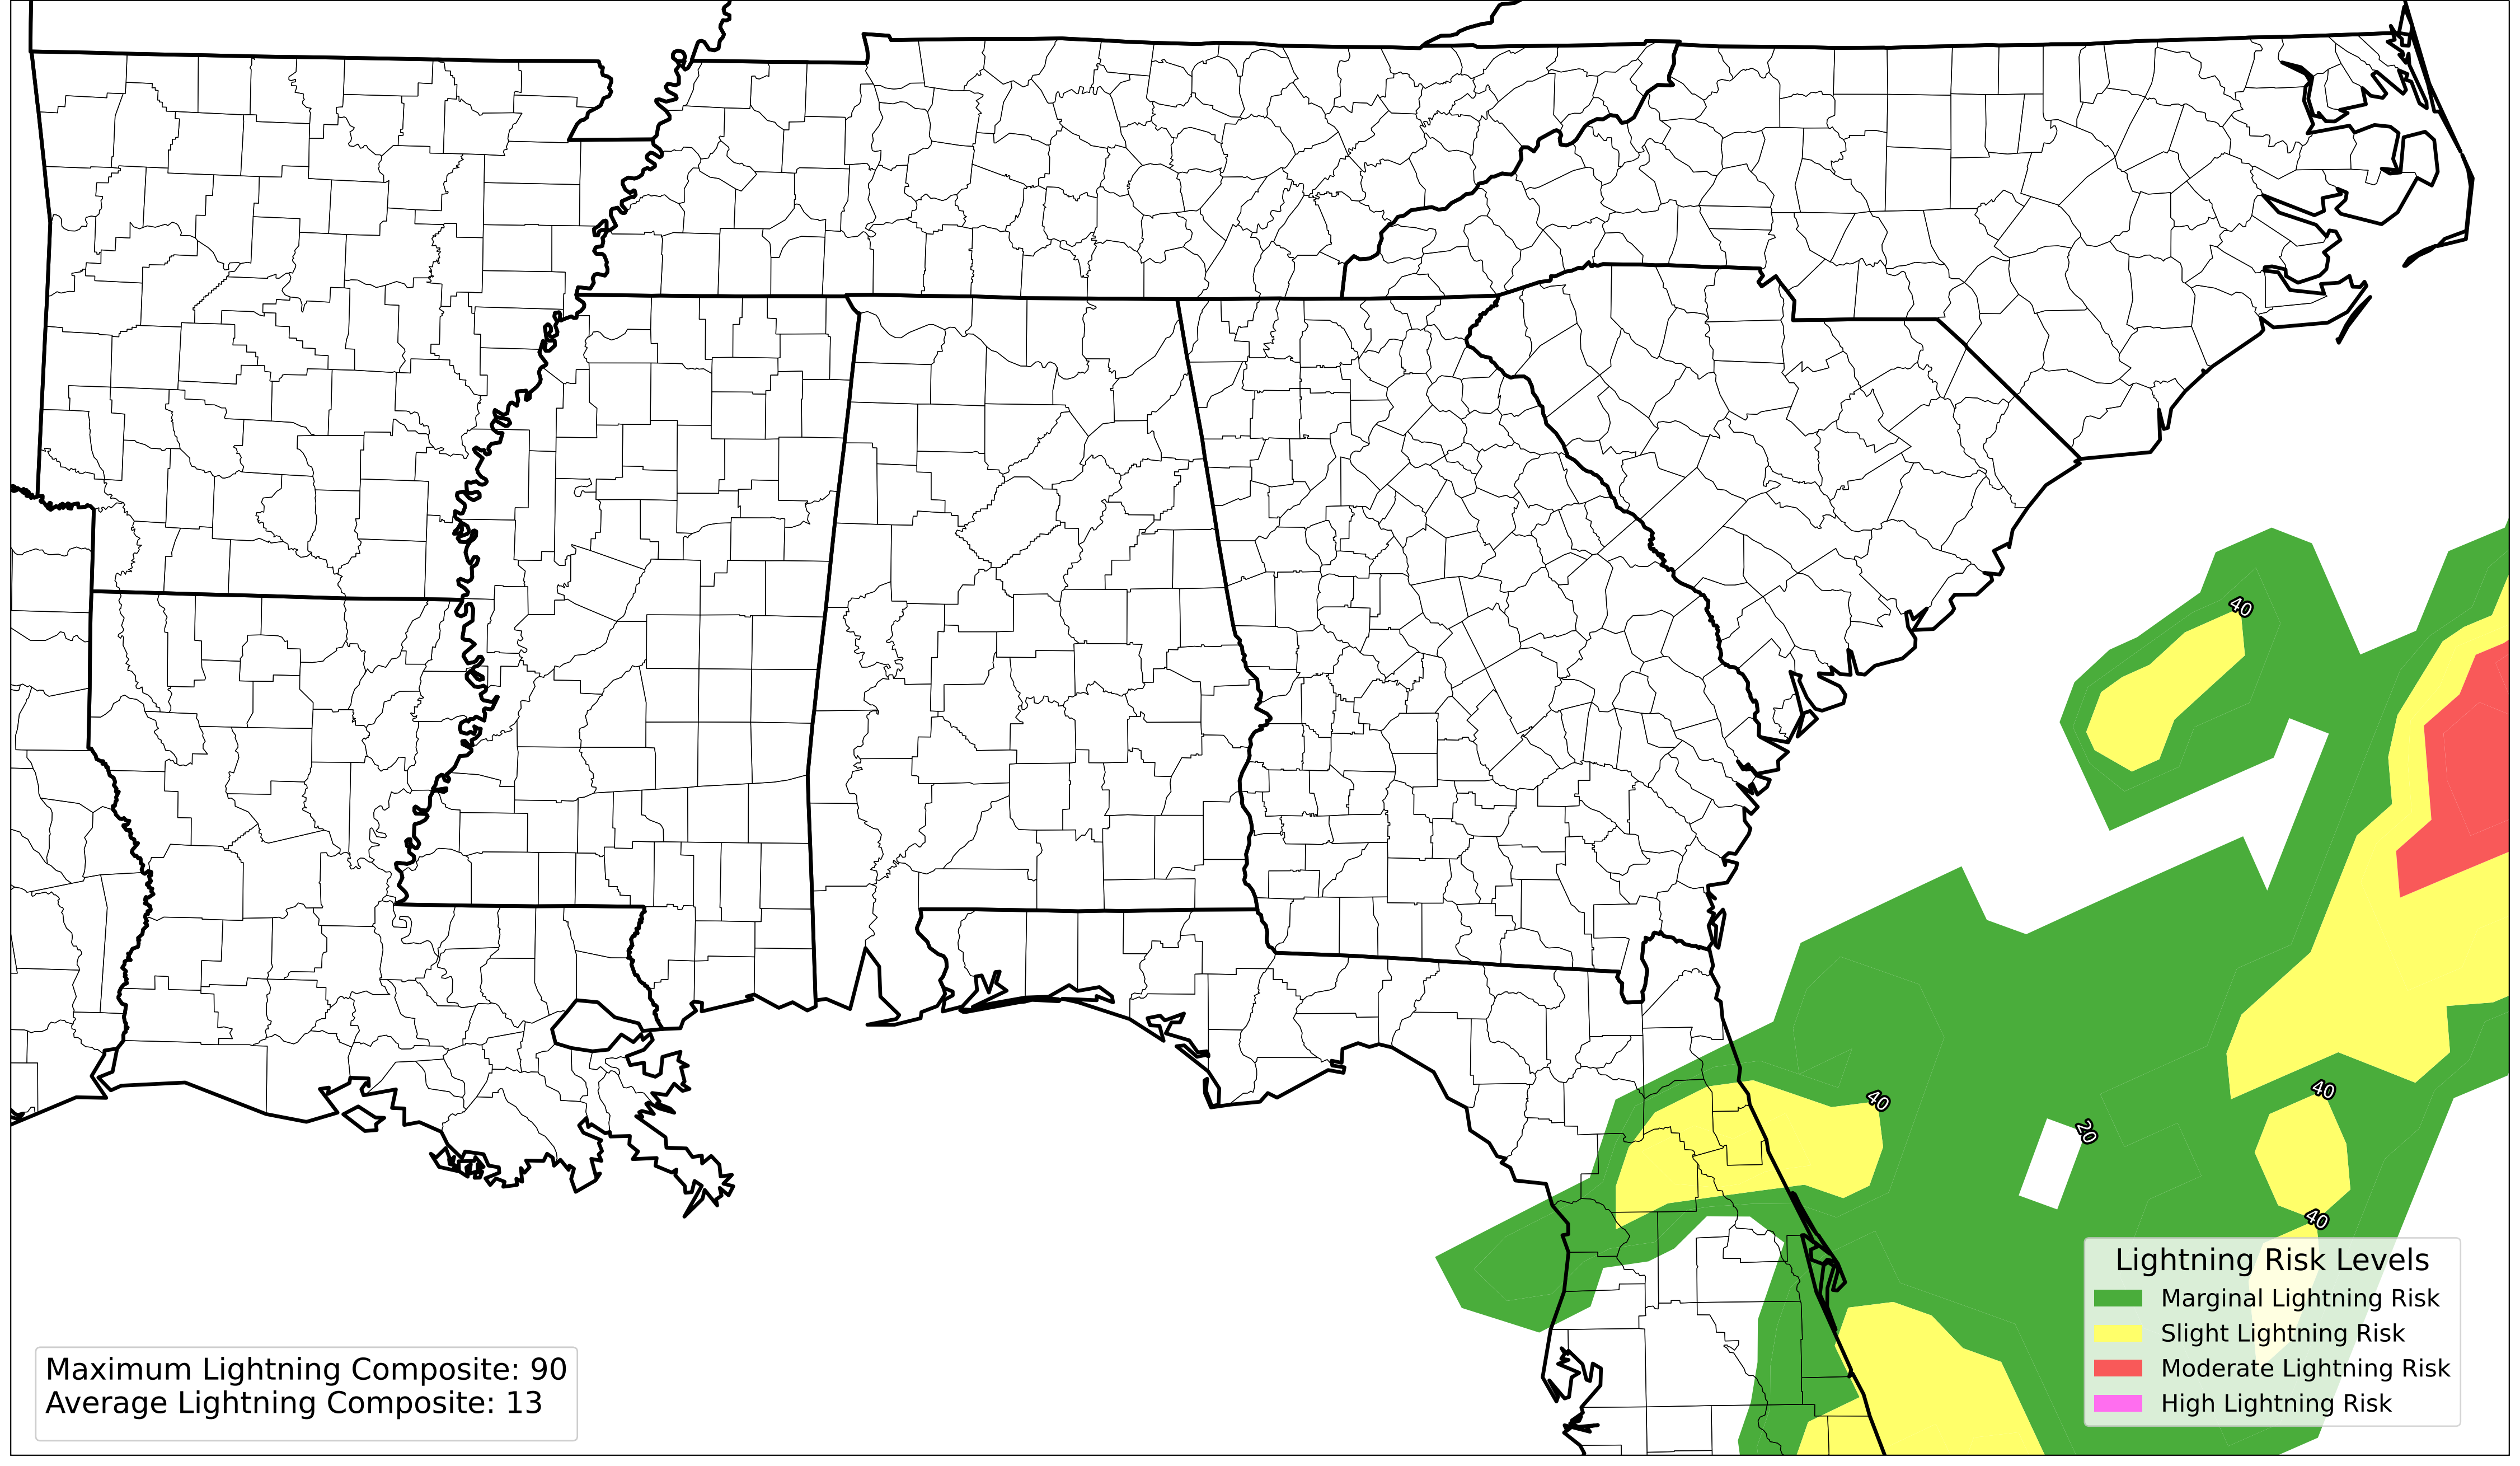 40
40
40
20
40
Lightning Risk Levels
Marginal Lightning Risk
Slight Lightning Risk
Moderate Lightning Risk
High Lightning Risk
Maximum Lightning Composite: 90
Average Lightning Composite: 13